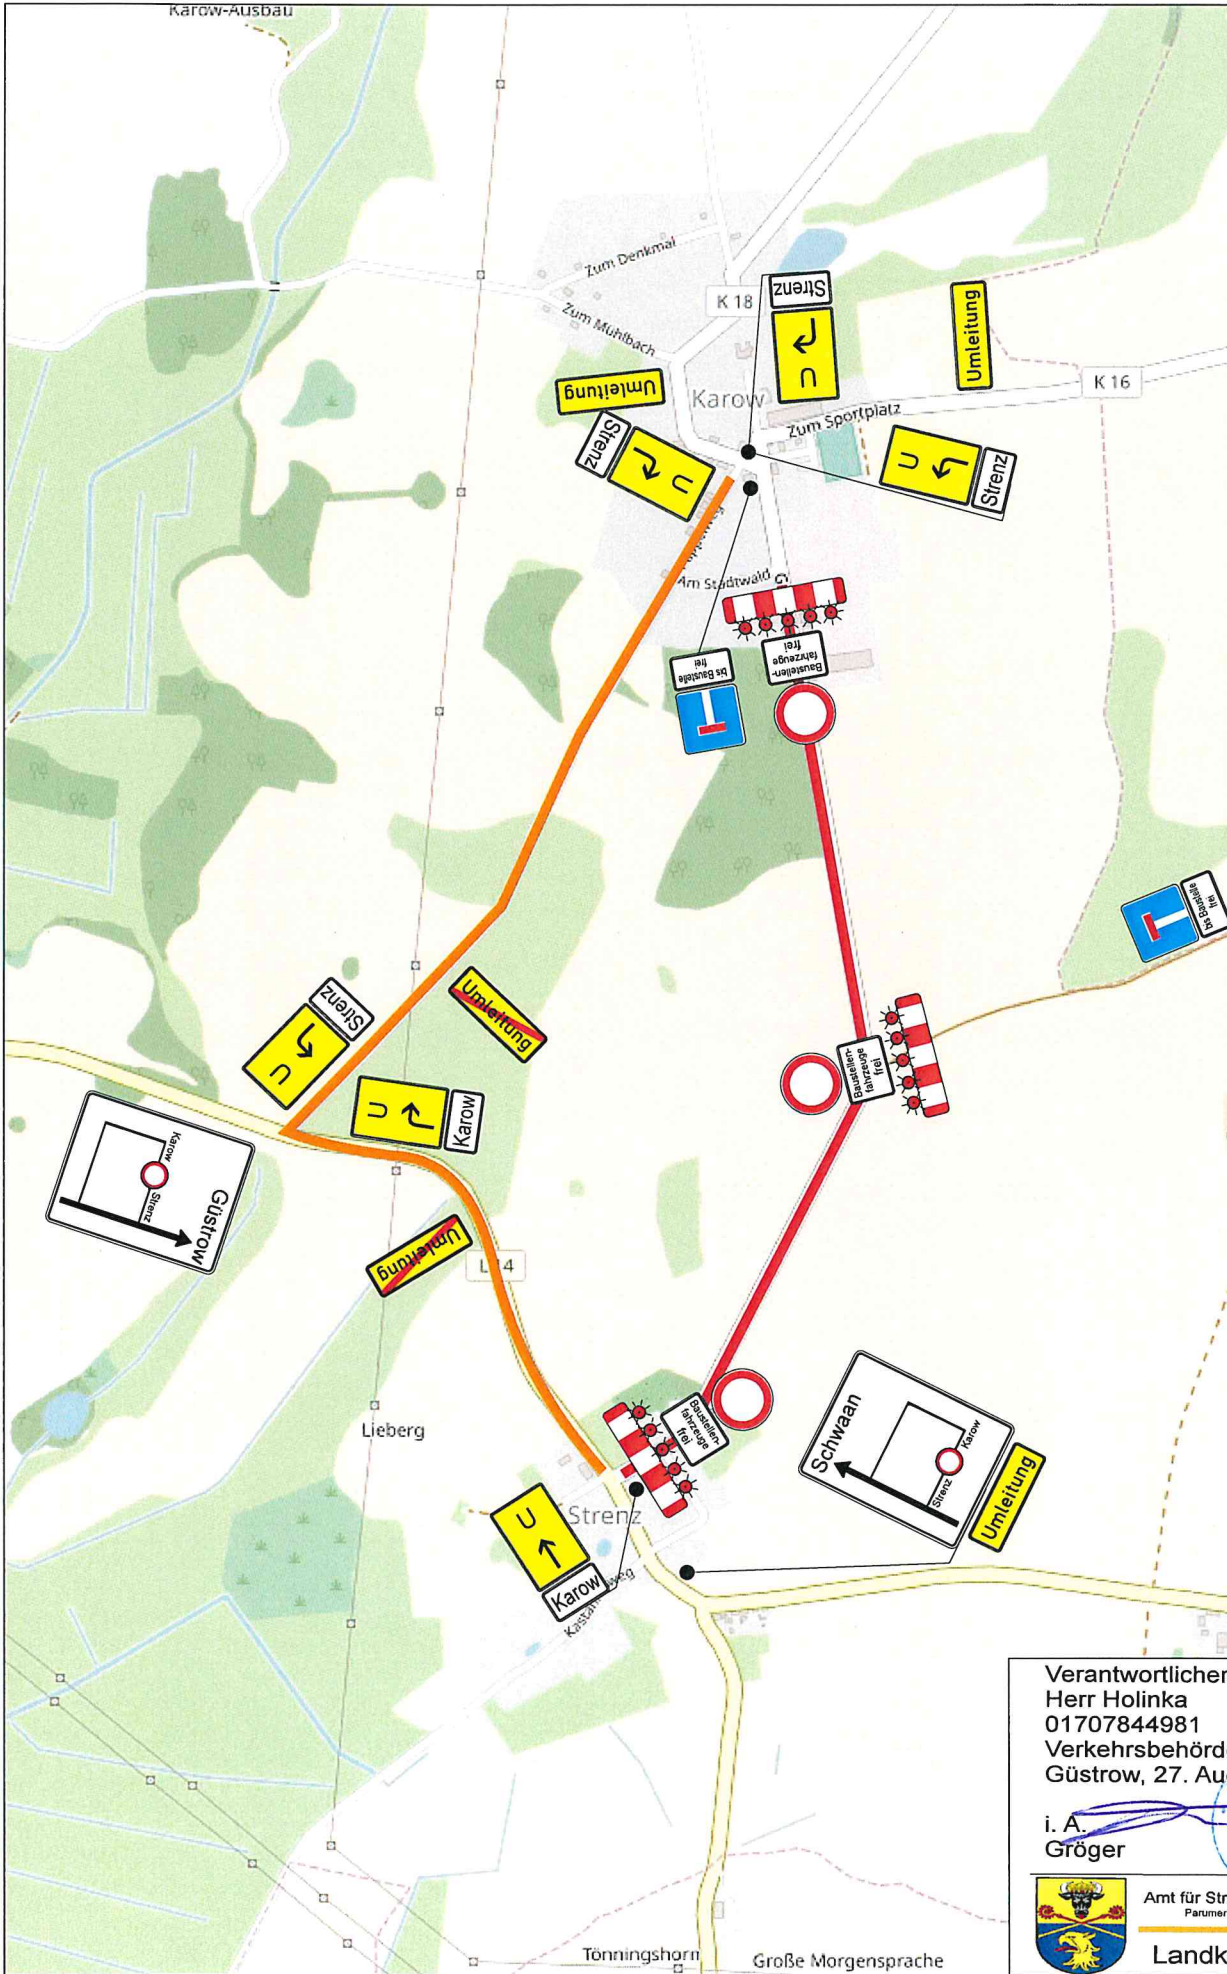 Karow-Ausbau
Zum Denkmal
K 18
Strenz
Zum Mühlbach
U
Umleitung
Umleitung
K 16
Karow
Zum Sportplatz
Strenz
U
U
Strenz
Am Stadtwald
G
bis Baustelle
frei
Baustellen-
fahrzeuge
frei
bis Baustelle
frei
Strenz
U
Umleitung
Baustellen-
fahrzeuge
frei
U
Karow
Karow
Strenz
Güstrow
Umleitung
L 14
Baustellen-
fahrzeuge
frei
Schwaan
Karow
Strenz
Umleitung
Lieberg
U
Karow
Strenz
Verantwortlicher
Herr Holinka
01707844981
Verkehrsbehörd
Güstrow, 27. Au
i. A.
Gröger
Amt für Str
Parumer
Landk
Tönningshorn
Große Morgensprache